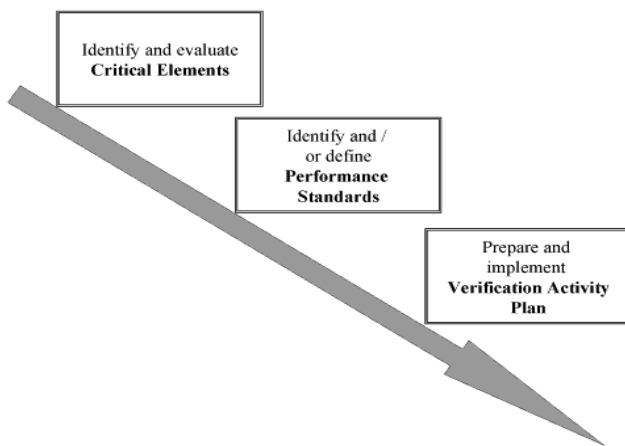 Identify and evaluate
Critical Elements
Identify and /
or define
Performance
Standards
Prepare and
implement
Verification Activity
Plan